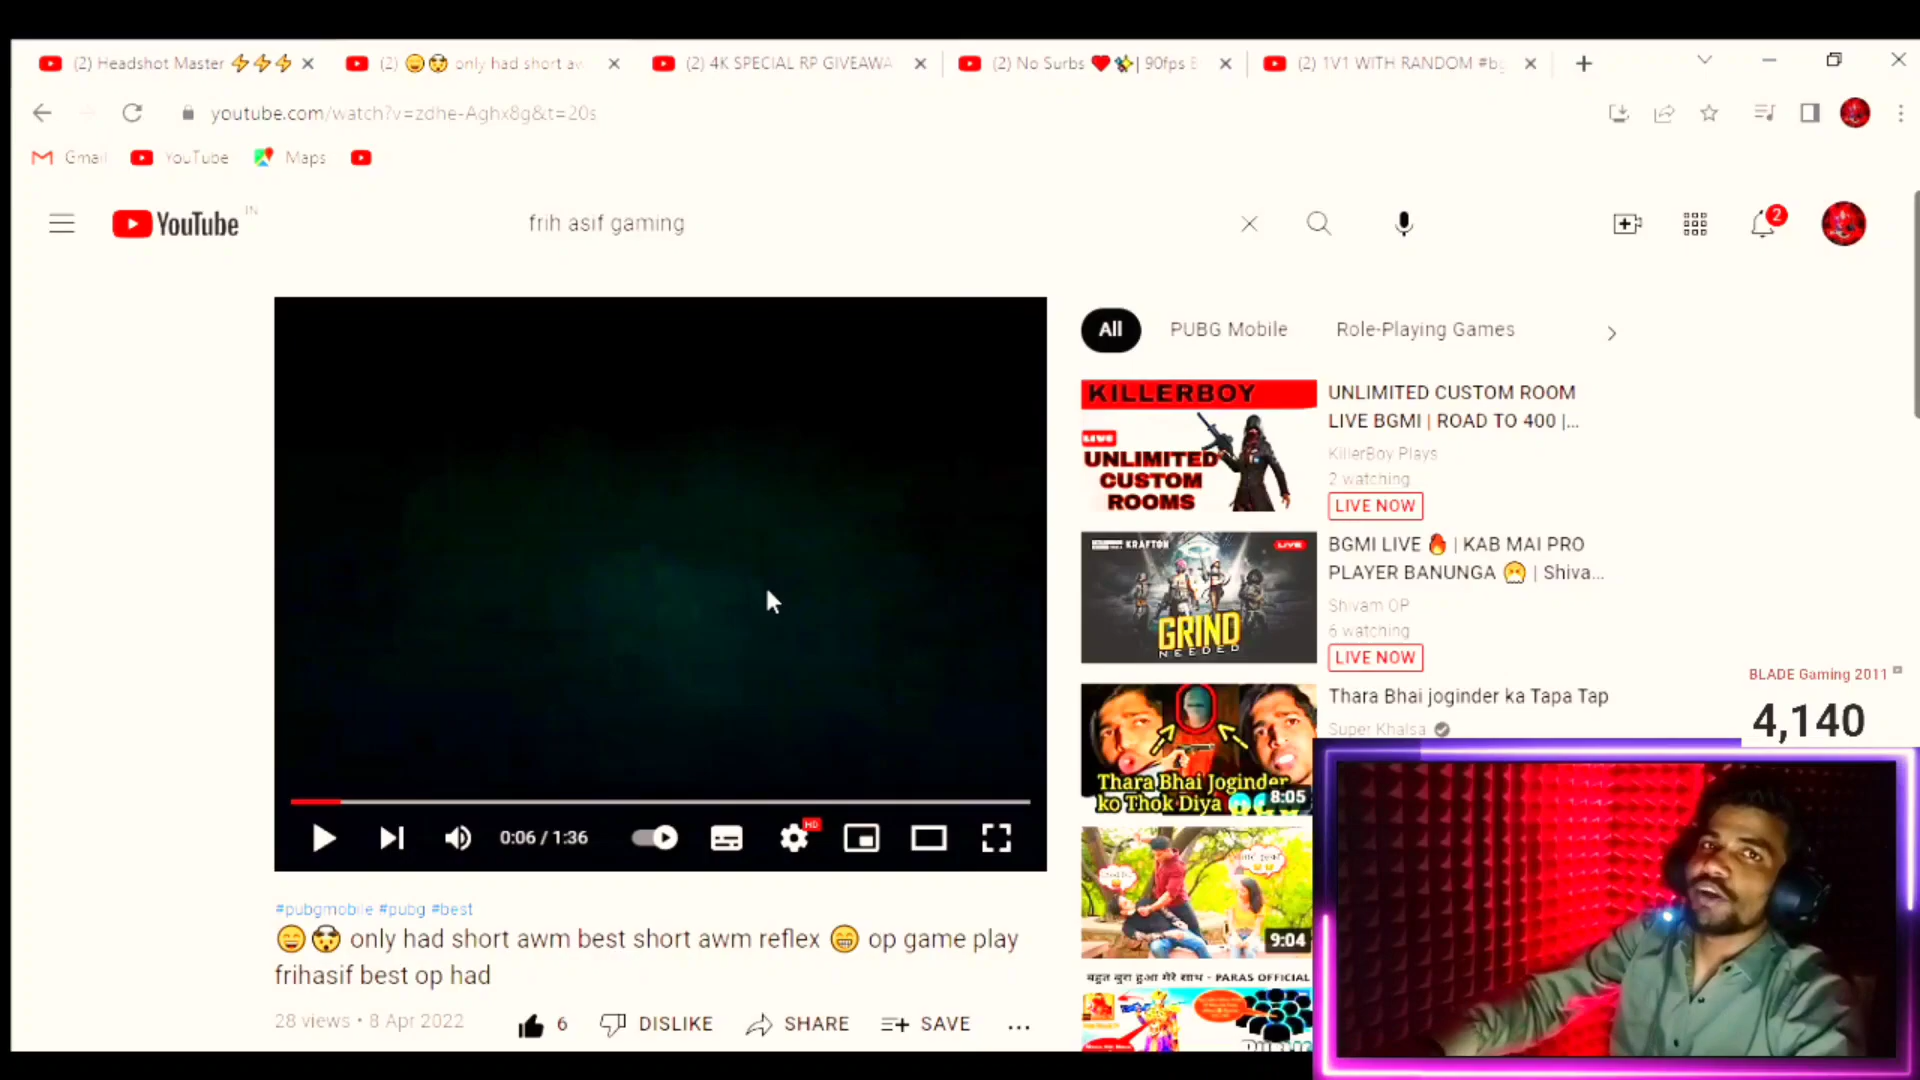 (2) Headshot Master ⚡⚡⚡
(2) 😄🤯 only had short aw
(2) 4K SPECIAL RP GIVEAWA
(2) No Surbs ❤️✨| 90fps
(2) 1V1 WITH RANDOM #bg
youtube.com/watch?v=zdhe-Aghx8g&t=20s
Gmail YouTube Maps
YouTube IN
frih asif gaming
2
All PUBG Mobile Role-Playing Games
KILLERBOY
LIVE
UNLIMITED
CUSTOM
ROOMS
UNLIMITED CUSTOM ROOM
LIVE BGMI | ROAD TO 400 |...
KillerBoy Plays
2 watching
LIVE NOW
KRAFTON
LIVE
GRIND
NEEDED
BGMI LIVE 🔥 | KAB MAI PRO
PLAYER BANUNGA 😬 | Shiva...
Shivam OP
6 watching
LIVE NOW
Thara Bhai Joginder
ko Thok Diya
8:05
Thara Bhai joginder ka Tapa Tap
Super Khalsa
BLADE Gaming 2011
4,140
9:04
बहुत बुरा हुआ मेरे साथ - PARAS OFFICIAL
HD
0:06 / 1:36
#pubgmobile #pubg #best
😄🤯 only had short awm best short awm reflex 😁 op game play
frihasif best op had
28 views • 8 Apr 2022
6 DISLIKE SHARE SAVE ...